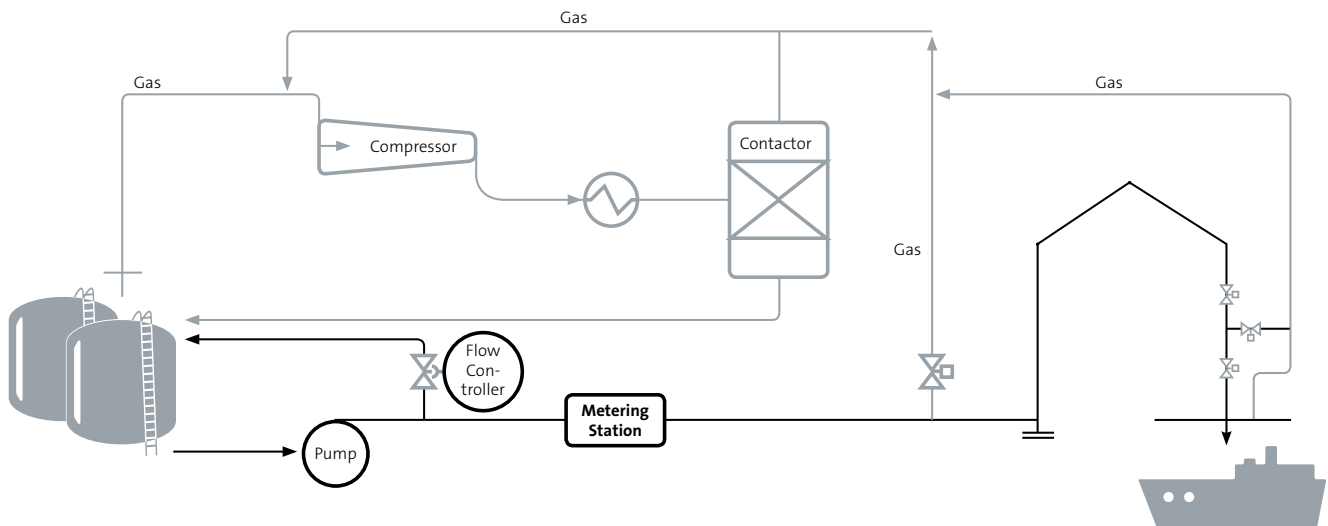 Gas
Gas
Gas
Compressor
Contactor
Gas
Flow
Con-
troller
Metering
Station
Pump